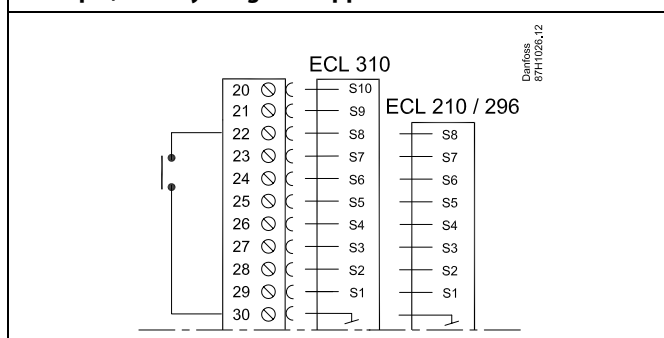 Danfoss
87H1026.12
ECL 310
ECL 210 / 296
20 S10
21 S9
22 S8 S8
23 S7 S7
24 S6 S6
25 S5 S5
26 S4 S4
27 S3 S3
28 S2 S2
29 S1 S1
30